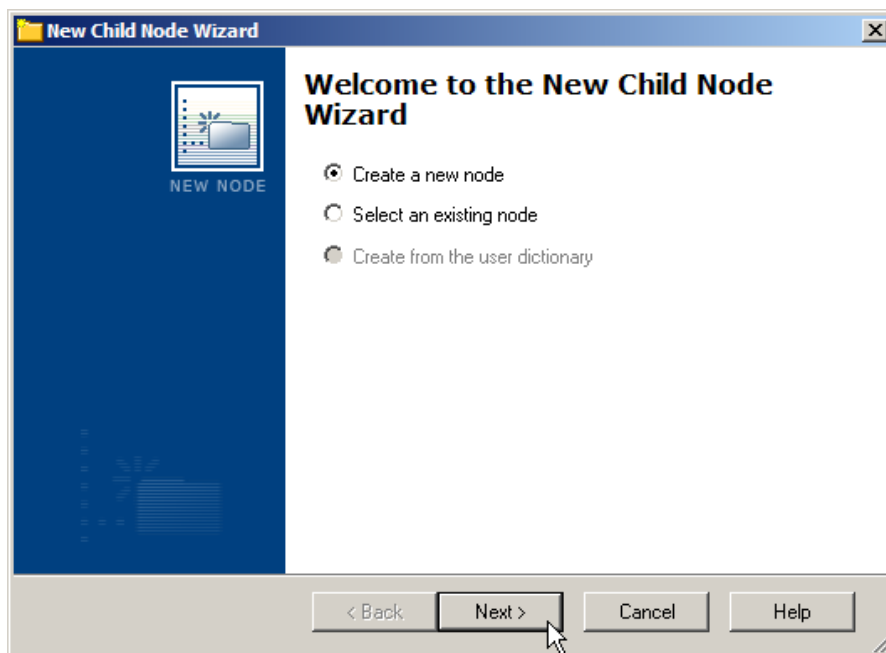 New Child Node Wizard
Welcome to the New Child Node
Wizard
NEW NODE
Create a new node
Select an existing node
Create from the user dictionary
< Back
Next >
Cancel
Help